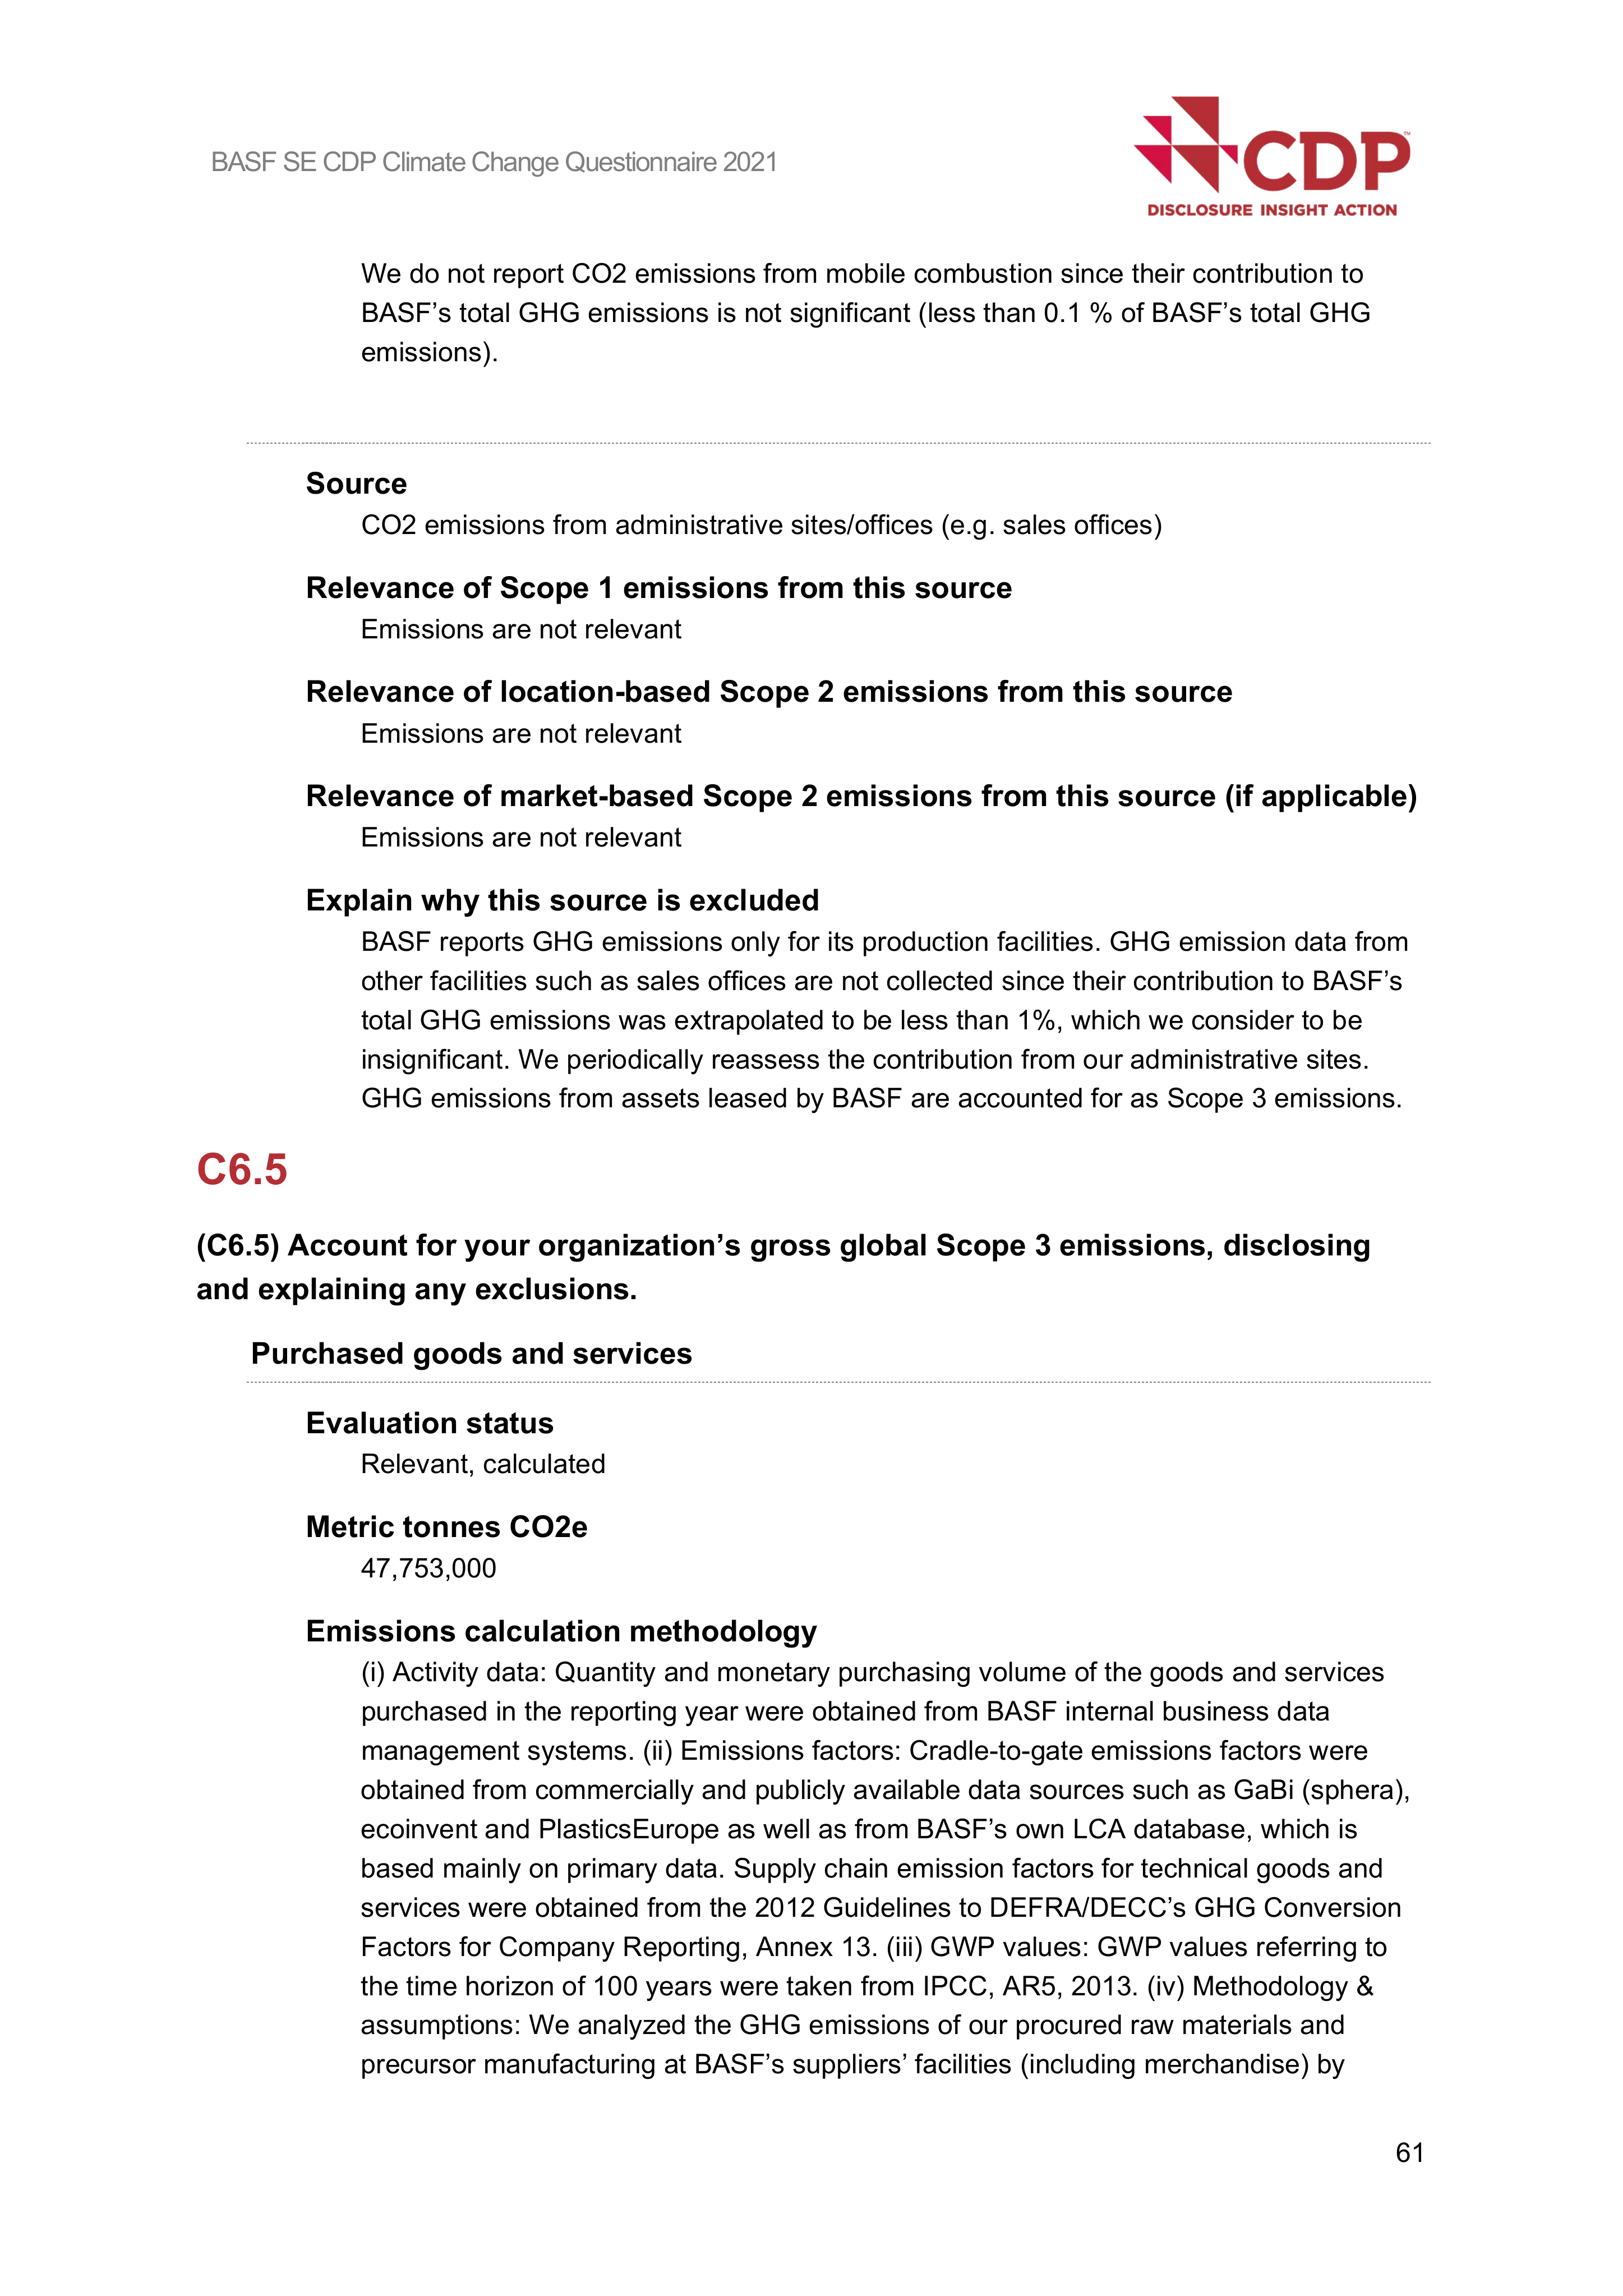 BASF SE CDP Climate Change Questionnaire 2021
CDP™
DISCLOSURE INSIGHT ACTION
We do not report CO2 emissions from mobile combustion since their contribution to
BASF’s total GHG emissions is not significant (less than 0.1 % of BASF’s total GHG
emissions).
Source
CO2 emissions from administrative sites/offices (e.g. sales offices)
Relevance of Scope 1 emissions from this source
Emissions are not relevant
Relevance of location-based Scope 2 emissions from this source
Emissions are not relevant
Relevance of market-based Scope 2 emissions from this source (if applicable)
Emissions are not relevant
Explain why this source is excluded
BASF reports GHG emissions only for its production facilities. GHG emission data from
other facilities such as sales offices are not collected since their contribution to BASF’s
total GHG emissions was extrapolated to be less than 1%, which we consider to be
insignificant. We periodically reassess the contribution from our administrative sites.
GHG emissions from assets leased by BASF are accounted for as Scope 3 emissions.
C6.5
(C6.5) Account for your organization’s gross global Scope 3 emissions, disclosing
and explaining any exclusions.
Purchased goods and services
Evaluation status
Relevant, calculated
Metric tonnes CO2e
47,753,000
Emissions calculation methodology
(i) Activity data: Quantity and monetary purchasing volume of the goods and services
purchased in the reporting year were obtained from BASF internal business data
management systems. (ii) Emissions factors: Cradle-to-gate emissions factors were
obtained from commercially and publicly available data sources such as GaBi (sphera),
ecoinvent and PlasticsEurope as well as from BASF’s own LCA database, which is
based mainly on primary data. Supply chain emission factors for technical goods and
services were obtained from the 2012 Guidelines to DEFRA/DECC’s GHG Conversion
Factors for Company Reporting, Annex 13. (iii) GWP values: GWP values referring to
the time horizon of 100 years were taken from IPCC, AR5, 2013. (iv) Methodology &
assumptions: We analyzed the GHG emissions of our procured raw materials and
precursor manufacturing at BASF’s suppliers’ facilities (including merchandise) by
61